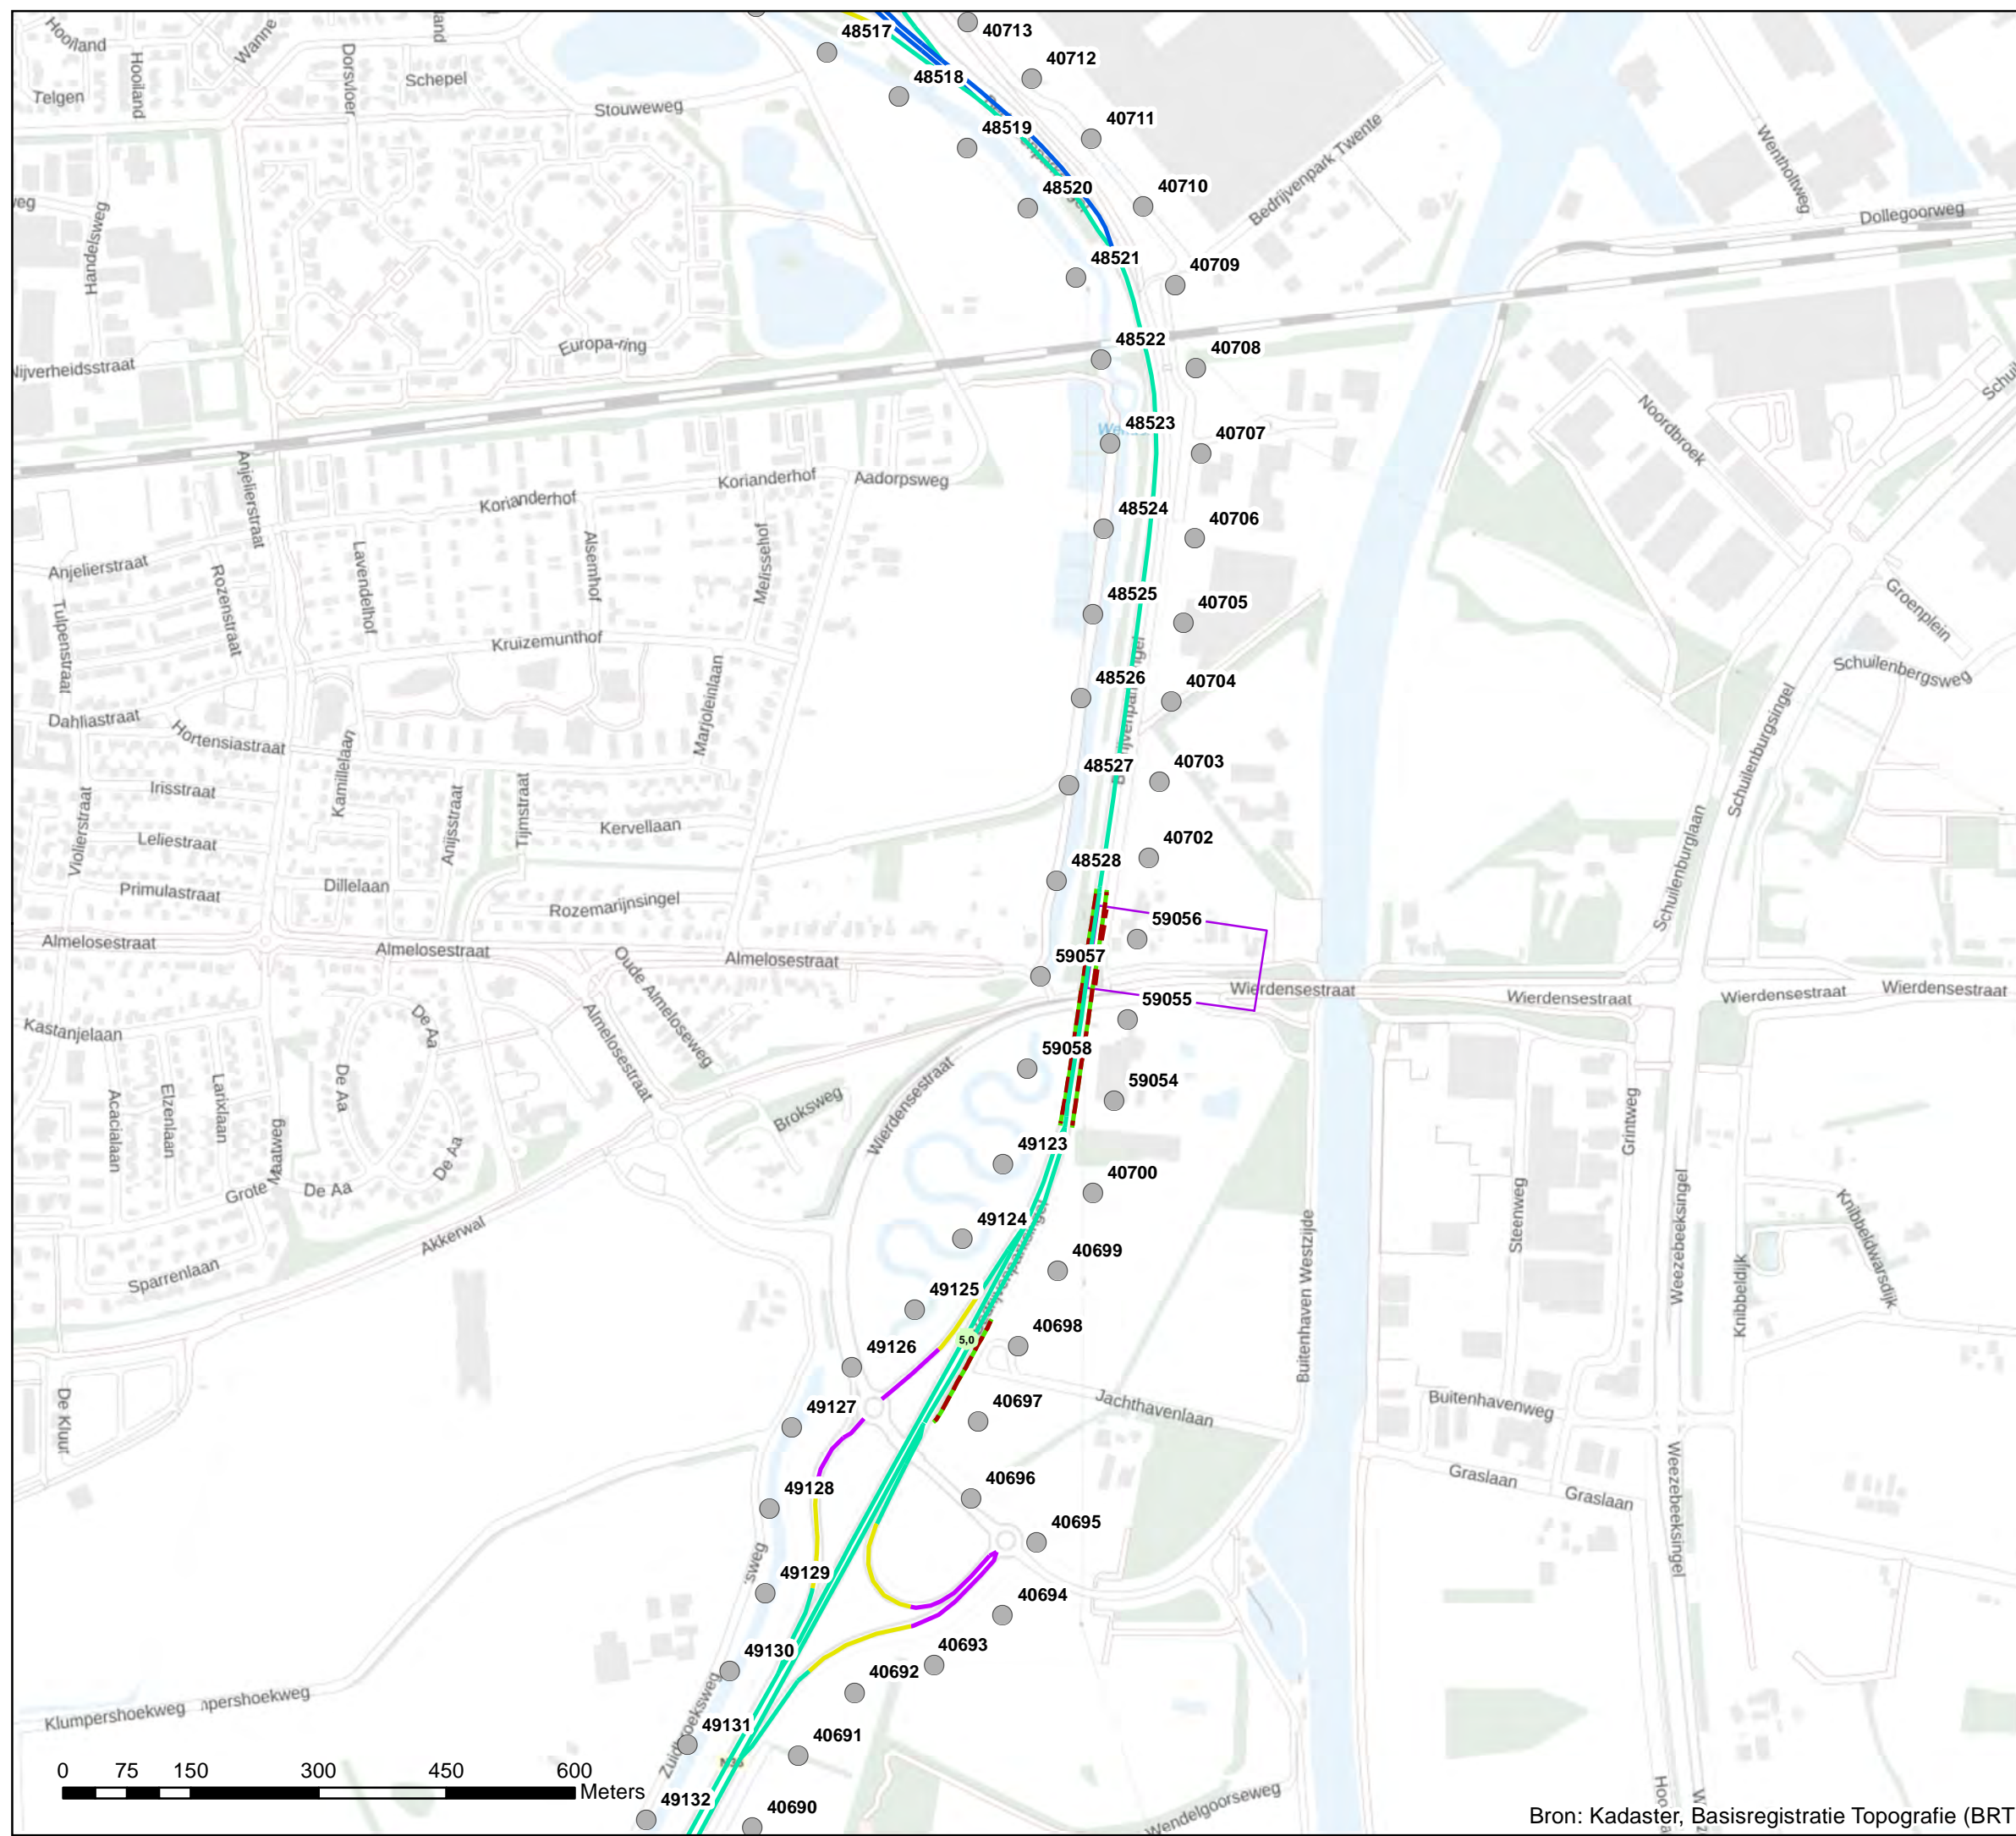 Hooiland
Wanne
Hooiland
Dorsvloer
Schepel
Telgen
Stouweweg
48517
40713
40712
48518
40711
48519
Bedrijvenpark Twente
Wentholtweg
40710
48520
Dollegoorweg
Handelsweg
48521
40709
Europa-ring
48522
40708
Nijverheidsstraat
Noordbroek
48523
40707
Anjelierstraat
Korianderhof
Korianderhof
Aadorpsweg
48524
40706
Anjelierstraat
Rozenstraat
Lavendelhof
Alsemhof
Melissehof
Tulpenstraat
48525
40705
Groenplein
Kruizemunthof
Schuilenbergsweg
48526
40704
Marjoleinlaan
Schuilenburgsingel
Dahliastraat
Hortensiastraat
Kamillelaan
48527
40703
Irisstraat
Violierstraat
Leliestraat
Anijsstraat
Tijmstraat
Kervellaan
Schuilenburglaan
40702
48528
Primulastraat
Dillelaan
Rozemarijnsingel
59056
Almelosestraat
Almelosestraat
Almelosestraat
Oude Almeloseweg
59057
59055
Wierdensestraat
Wierdensestraat
Wierdensestraat
Wierdensestraat
Kastanjelaan
De Aa
Almelosestraat
59058
Wierdensestraat
59054
Acacialaan
Elzenlaan
Larixlaan
De Aa
Broksweg
Grintweg
Grote Maatweg
De Aa
De Aa
49123
40700
Steenweg
Weezebeeksingel
Knibbeldwarsdijk
Akkerwal
49124
Bedrijvenparksingel
Buitenhaven Westzijde
Knibbeldijk
Sparrenlaan
40699
49125
5,0
40698
49126
De Kluut
Jachthavenlaan
Buitenhavenweg
49127
40697
Weezebeeksingel
Graslaan
Graslaan
49128
40696
40695
49129
40694
49130
40693
40692
Klumpershoekweg
Zuidbroeksweg
49131
40691
0 75 150 300 450 600
Meters
49132
40690
Wendelgoorseweg
Bron: Kadaster, Basisregistratie Topografie (BRT